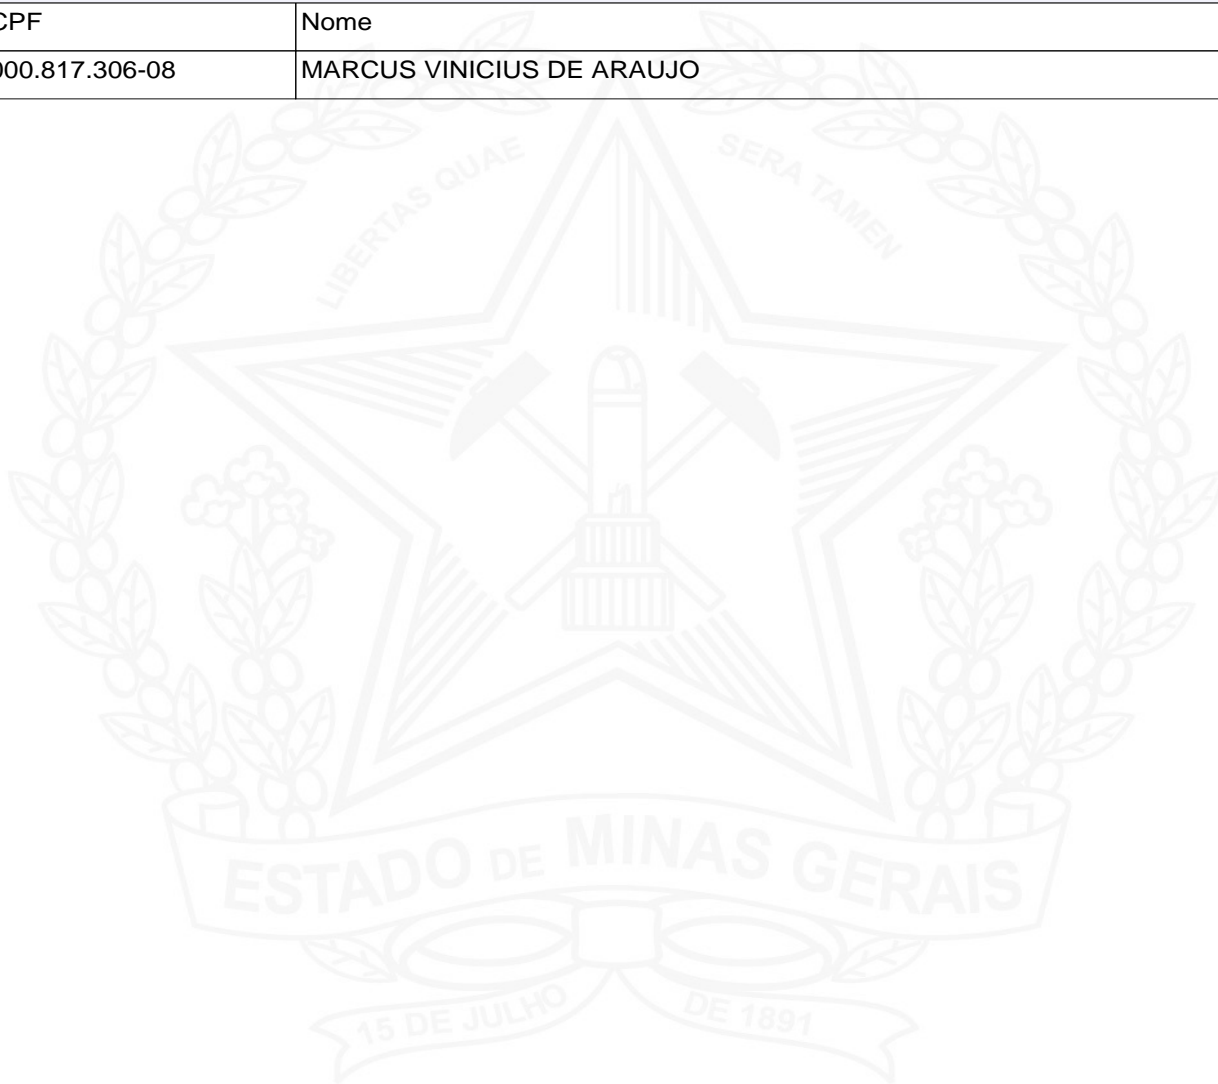 CPF Nome
000.817.306-08 MARCUS VINICIUS DE ARAUJO
LIBERTAS QUAE SERA TAMEN
ESTADO DE MINAS GERAIS
15 DE JULHO DE 1891